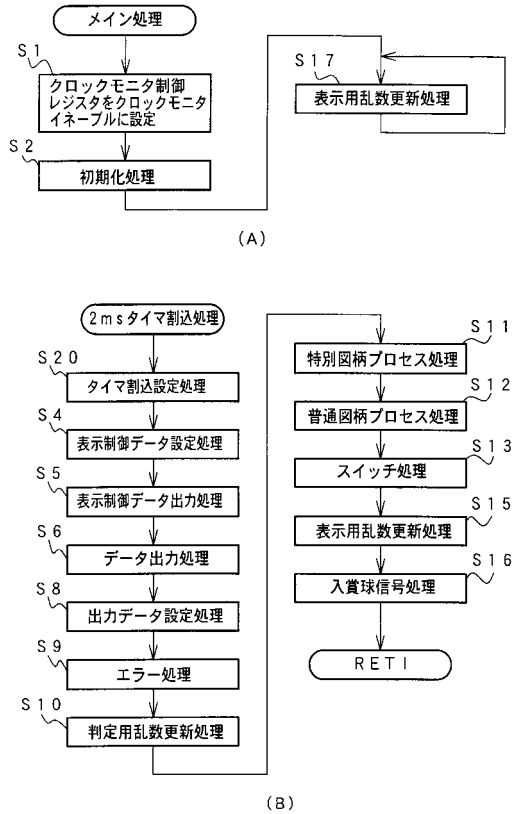 メイン処理
S1
クロックモニタ制御
レジスタをクロックモニタ
イネーブルに設定
S2
初期化処理
S17
表示用乱数更新処理
(A)
2msタイマ割込処理
S20
タイマ割込設定処理
S4
表示制御データ設定処理
S5
表示制御データ出力処理
S6
データ出力処理
S8
出力データ設定処理
S9
エラー処理
S10
判定用乱数更新処理
S11
特別図柄プロセス処理
S12
普通図柄プロセス処理
S13
スイッチ処理
S15
表示用乱数更新処理
S16
入賞球信号処理
RETI
(B)